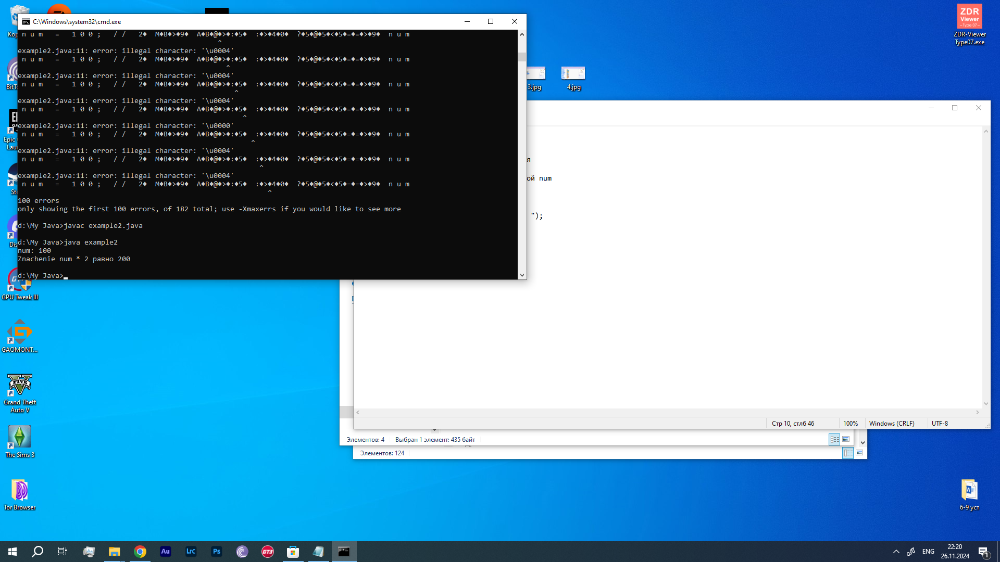 C:\Windows\system32\cmd.exe
n u m = 1 0 0 ; / / 2♦ M♦B♦>♦9♦ A♦B♦@♦>♦:♦5♦ :♦>♦4♦0♦ ?♦5♦@♦5♦<♦5♦=♦=♦>♦9♦ n u m
^
example2.java:11: error: illegal character: '\u0004'
n u m = 1 0 0 ; / / 2♦ M♦B♦>♦9♦ A♦B♦@♦>♦:♦5♦ :♦>♦4♦0♦ ?♦5♦@♦5♦<♦5♦=♦=♦>♦9♦ n u m
^
example2.java:11: error: illegal character: '\u0004'
n u m = 1 0 0 ; / / 2♦ M♦B♦>♦9♦ A♦B♦@♦>♦:♦5♦ :♦>♦4♦0♦ ?♦5♦@♦5♦<♦5♦=♦=♦>♦9♦ n u m
^
example2.java:11: error: illegal character: '\u0004'
n u m = 1 0 0 ; / / 2♦ M♦B♦>♦9♦ A♦B♦@♦>♦:♦5♦ :♦>♦4♦0♦ ?♦5♦@♦5♦<♦5♦=♦=♦>♦9♦ n u m
^
example2.java:11: error: illegal character: '\u0000'
n u m = 1 0 0 ; / / 2♦ M♦B♦>♦9♦ A♦B♦@♦>♦:♦5♦ :♦>♦4♦0♦ ?♦5♦@♦5♦<♦5♦=♦=♦>♦9♦ n u m
^
example2.java:11: error: illegal character: '\u0004'
n u m = 1 0 0 ; / / 2♦ M♦B♦>♦9♦ A♦B♦@♦>♦:♦5♦ :♦>♦4♦0♦ ?♦5♦@♦5♦<♦5♦=♦=♦>♦9♦ n u m
^
example2.java:11: error: illegal character: '\u0004'
n u m = 1 0 0 ; / / 2♦ M♦B♦>♦9♦ A♦B♦@♦>♦:♦5♦ :♦>♦4♦0♦ ?♦5♦@♦5♦<♦5♦=♦=♦>♦9♦ n u m
^
100 errors
only showing the first 100 errors, of 182 total; use -Xmaxerrs if you would like to see more
d:\My Java>javac example2.java
d:\My Java>java example2
num: 100
Znachenie num * 2 равно 200
d:\My Java>
GPU Tweak III
GAOMONT...
Grand Theft
Auto V
The Sims 3
Tor Browser
3.jpg
4.jpg
ZDR
Viewer
~Type 07~
ZDR-Viewer
Type07.exe
я
ой num
");
Стр 10, стлб 46
100%
Windows (CRLF)
UTF-8
Элементов: 4
Выбран 1 элемент: 435 байт
Элементов: 124
6-9 уст
Au
Lrc
Ps
GT3
ENG
22:20
26.11.2024
1